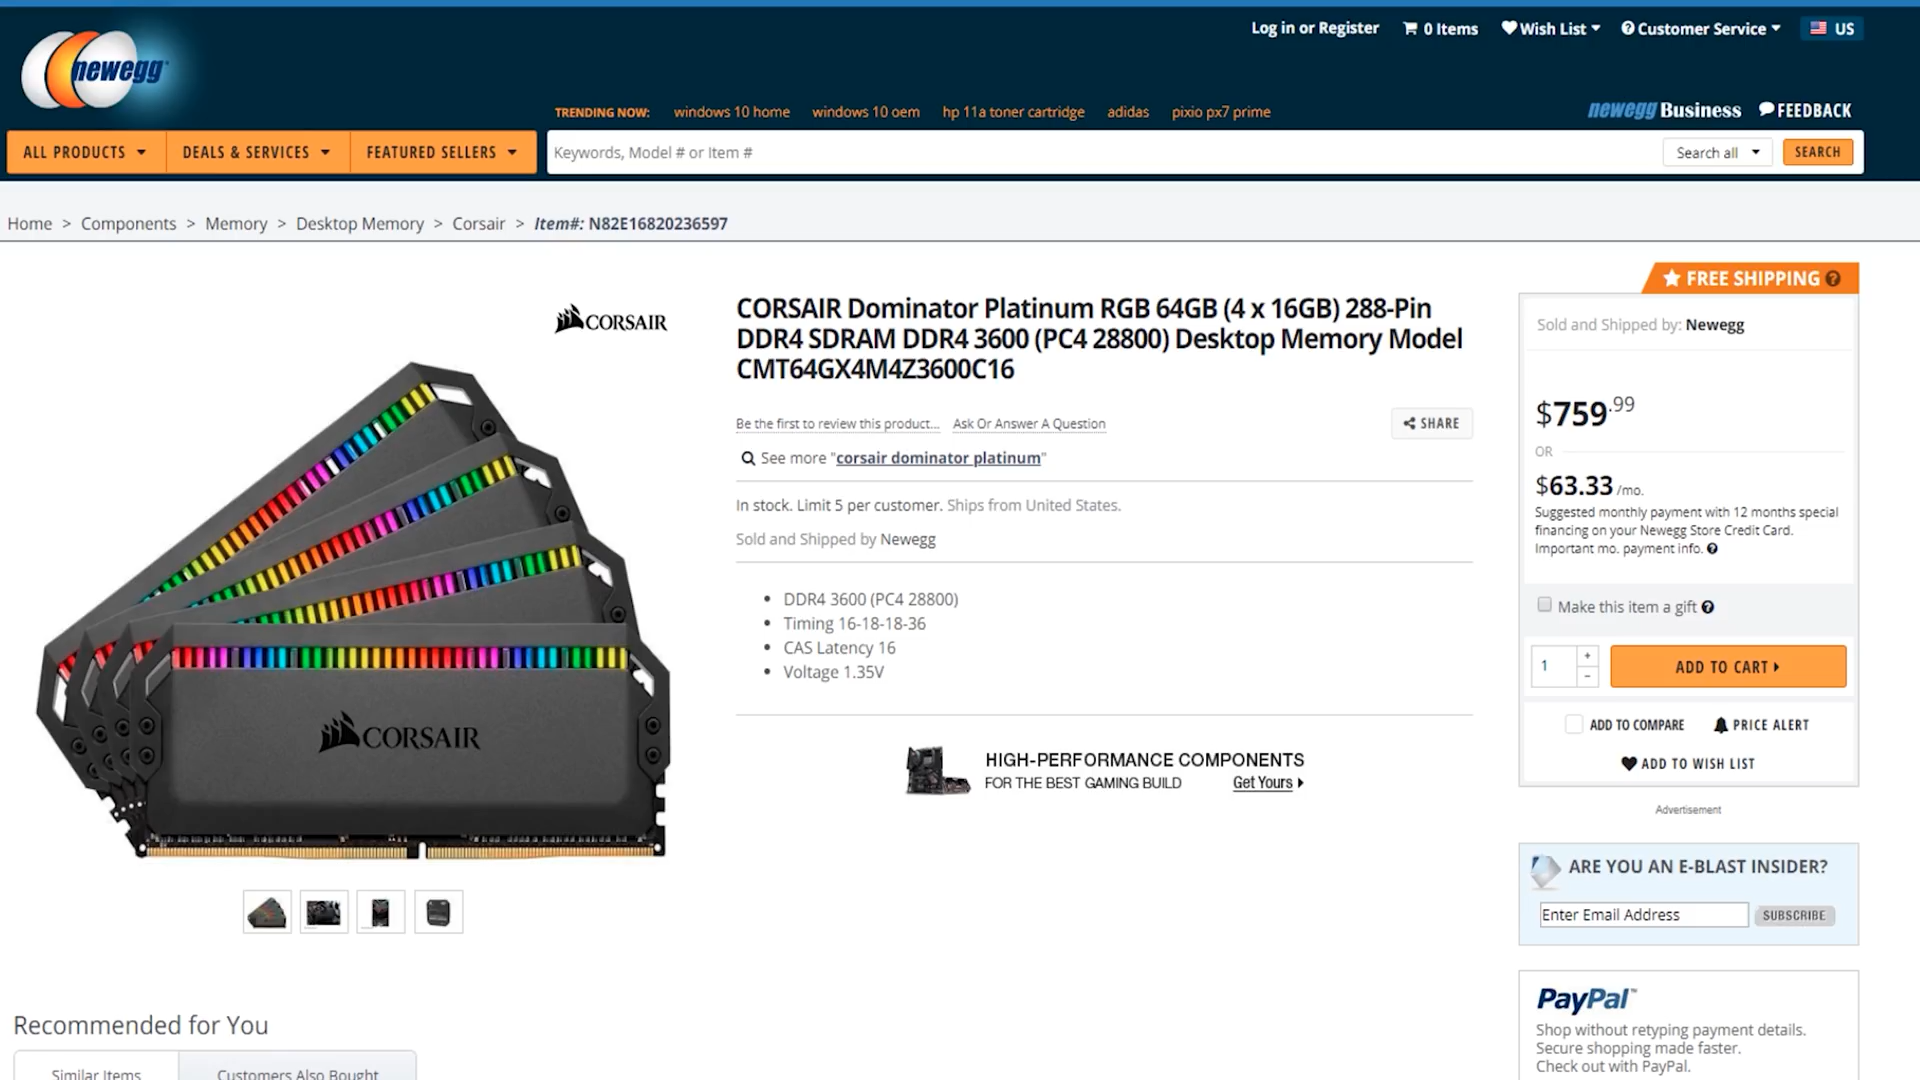 Log in or Register 0 Items Wish List Customer Service US
newegg
TRENDING NOW: windows 10 home windows 10 oem hp 11a toner cartridge adidas pixio px7 prime
newegg Business FEEDBACK
ALL PRODUCTS DEALS & SERVICES FEATURED SELLERS Keywords, Model # or Item # Search all SEARCH
Home > Components > Memory > Desktop Memory > Corsair > Item#: N82E16820236597
CORSAIR
CORSAIR
CORSAIR Dominator Platinum RGB 64GB (4 x 16GB) 288-Pin
DDR4 SDRAM DDR4 3600 (PC4 28800) Desktop Memory Model
CMT64GX4M4Z3600C16
Be the first to review this product... Ask Or Answer A Question SHARE
See more "corsair dominator platinum"
In stock. Limit 5 per customer. Ships from United States.
Sold and Shipped by Newegg
• DDR4 3600 (PC4 28800)
• Timing 16-18-18-36
• CAS Latency 16
• Voltage 1.35V
HIGH-PERFORMANCE COMPONENTS
FOR THE BEST GAMING BUILD Get Yours
FREE SHIPPING
Sold and Shipped by: Newegg
$759.99
OR
$63.33 /mo.
Suggested monthly payment with 12 months special
financing on your Newegg Store Credit Card.
Important mo. payment info.
Make this item a gift
1 + - ADD TO CART
ADD TO COMPARE PRICE ALERT
ADD TO WISH LIST
Advertisement
ARE YOU AN E-BLAST INSIDER?
Enter Email Address SUBSCRIBE
PayPal™
Shop without retyping payment details.
Secure shopping made faster.
Check out with PayPal.
Recommended for You
Similar Items Customers Also Bought